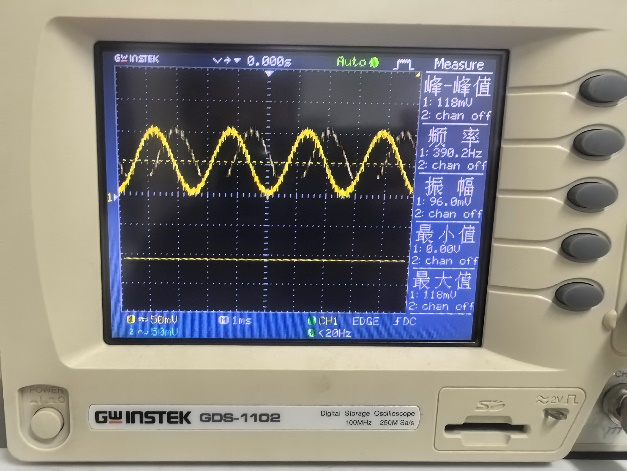 GW INSTEK 0.000s Auto Measure
峰-峰值
1: 118mV
2: chan off
频 率
1: 390.2Hz
2: chan off
振 幅
1: 96.0mV
2: chan off
最小值
1: 0.00V
2: chan off
最大值
1: 118mV
2: chan off
1
1 50mV M 1ms CH1 EDGE DC
2 50mV <20Hz
POWER
GW INSTEK GDS-1102
Digital Storage Oscilloscope
100MHz 250M Sa/s
2V
CH